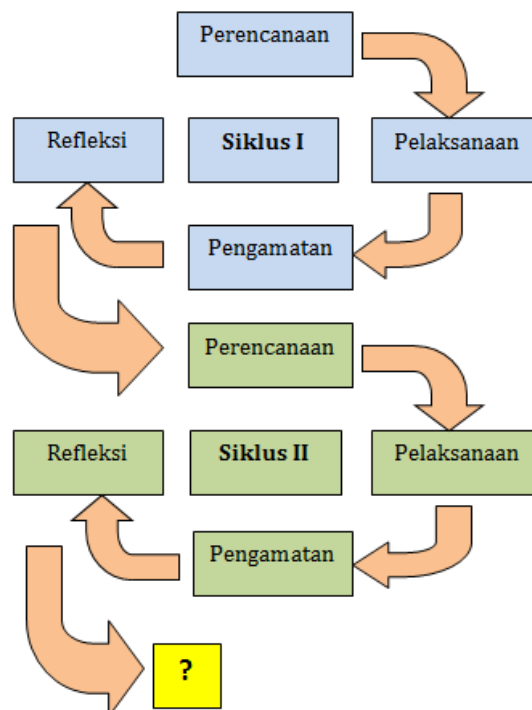 Perencanaan
Refleksi
Siklus I
Pelaksanaan
Pengamatan
Perencanaan
Refleksi
Siklus II
Pelaksanaan
Pengamatan
?